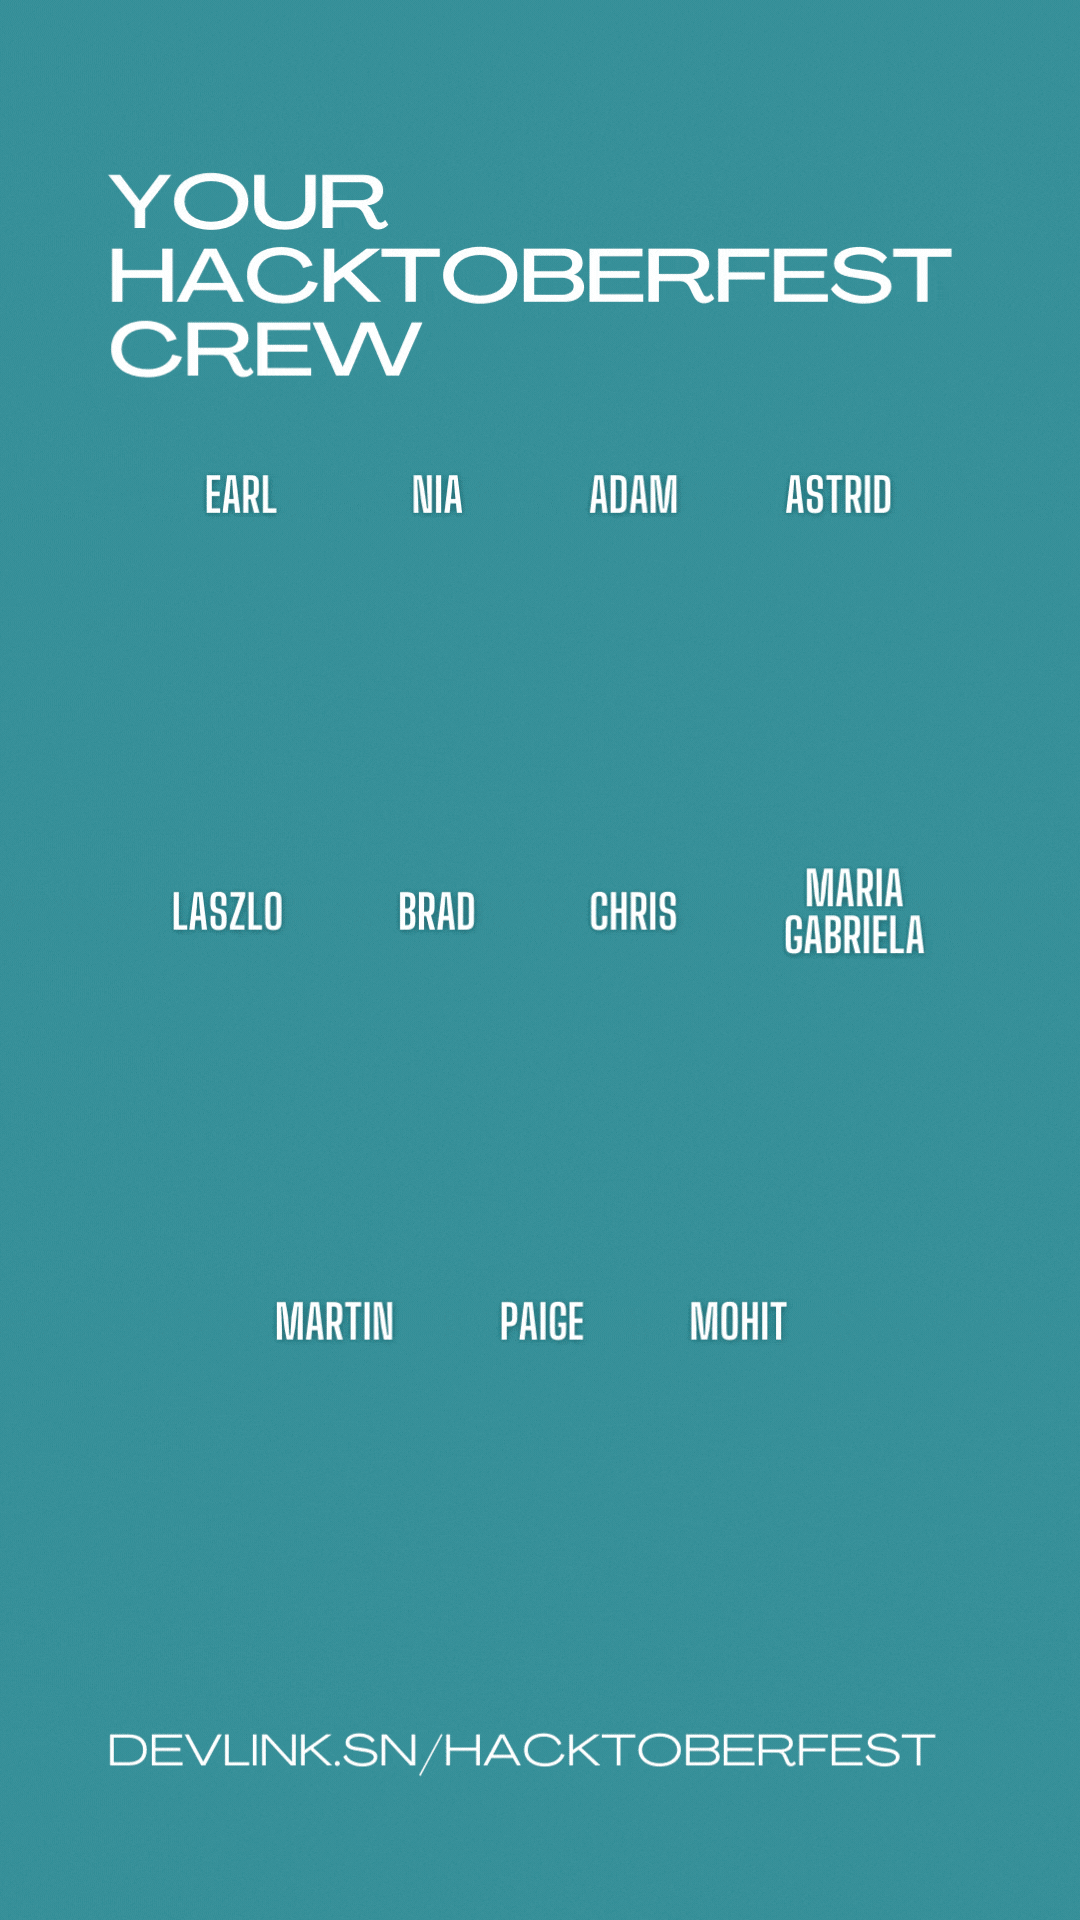 YOUR
HACKTOBERFEST
CREW
EARL NIA ADAM ASTRID
LASZLO BRAD CHRIS MARIA
GABRIELA
MARTIN PAIGE MOHIT
DEVLINK.SN/HACKTOBERFEST